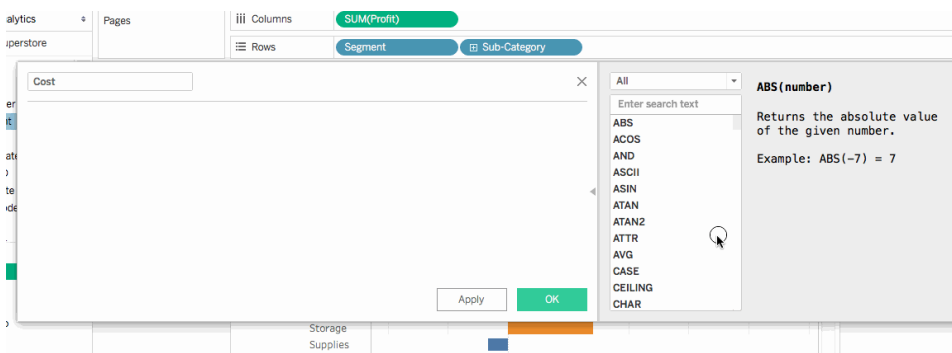 Pages
iii Columns
SUM(Profit)
Rows
Segment
Sub-Category
Cost
All
Enter search text
ABS
ACOS
AND
ASCII
ASIN
ATAN
ATAN2
ATTR
AVG
CASE
CEILING
CHAR
ABS(number)
Returns the absolute value
of the given number.
Example: ABS(-7) = 7
Apply
OK
Storage
Supplies